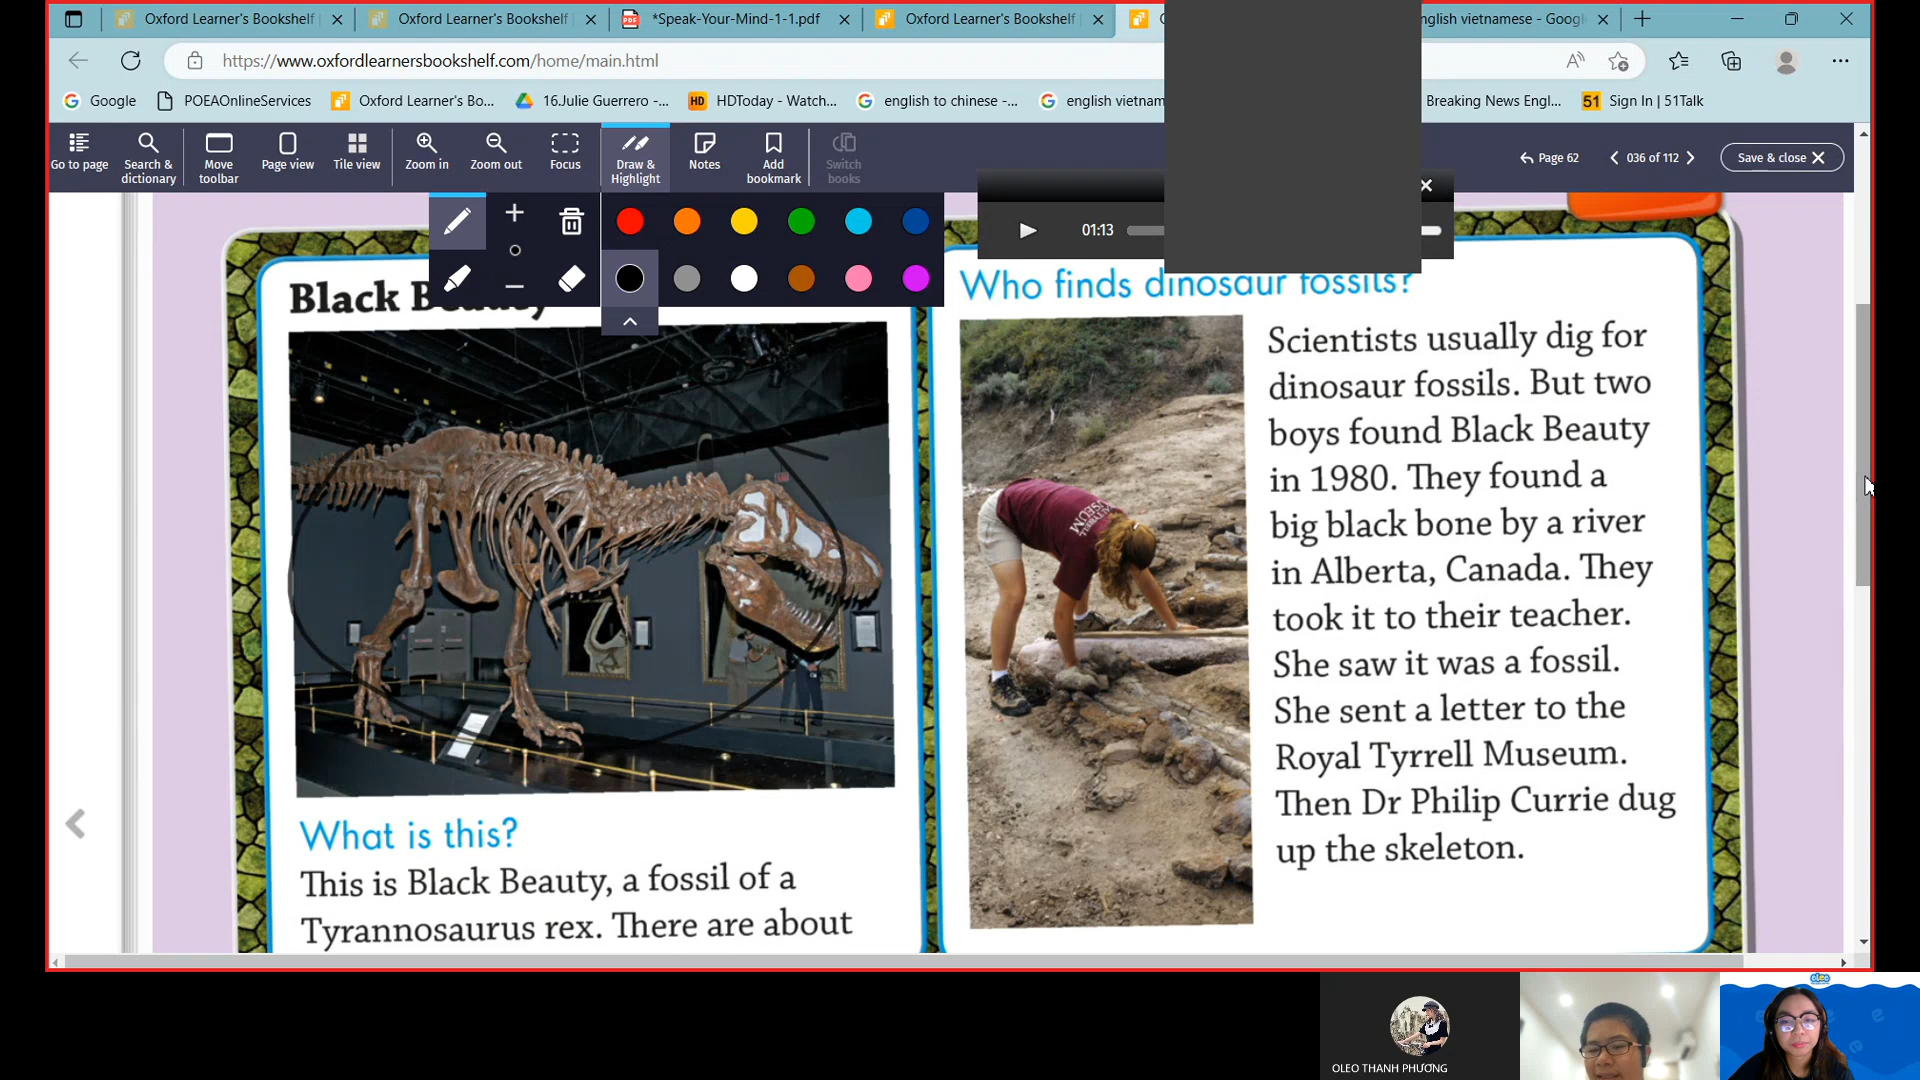 Oxford Learner's Bookshelf
Oxford Learner's Bookshelf
*Speak-Your-Mind-1-1.pdf
Oxford Learner's Bookshelf
nglish vietnamese - Goog
https://www.oxfordlearnersbookshelf.com/home/main.html
Google
POEAOnlineServices
Oxford Learner's Bo...
16.Julie Guerrero -...
HDToday - Watch...
english to chinese -...
english vietnam
Breaking News Engl...
Sign In | 51Talk
Go to page
Search & dictionary
Move toolbar
Page view
Tile view
Zoom in
Zoom out
Focus
Draw & Highlight
Notes
Add bookmark
Switch books
Page 62
036 of 112
Save & close
01:13
Black Beauty
What is this?
This is Black Beauty, a fossil of a
Tyrannosaurus rex. There are about
Who finds dinosaur fossils?
Scientists usually dig for
dinosaur fossils. But two
boys found Black Beauty
in 1980. They found a
big black bone by a river
in Alberta, Canada. They
took it to their teacher.
She saw it was a fossil.
She sent a letter to the
Royal Tyrrell Museum.
Then Dr Philip Currie dug
up the skeleton.
OLEO THANH PHƯƠNG
oleo